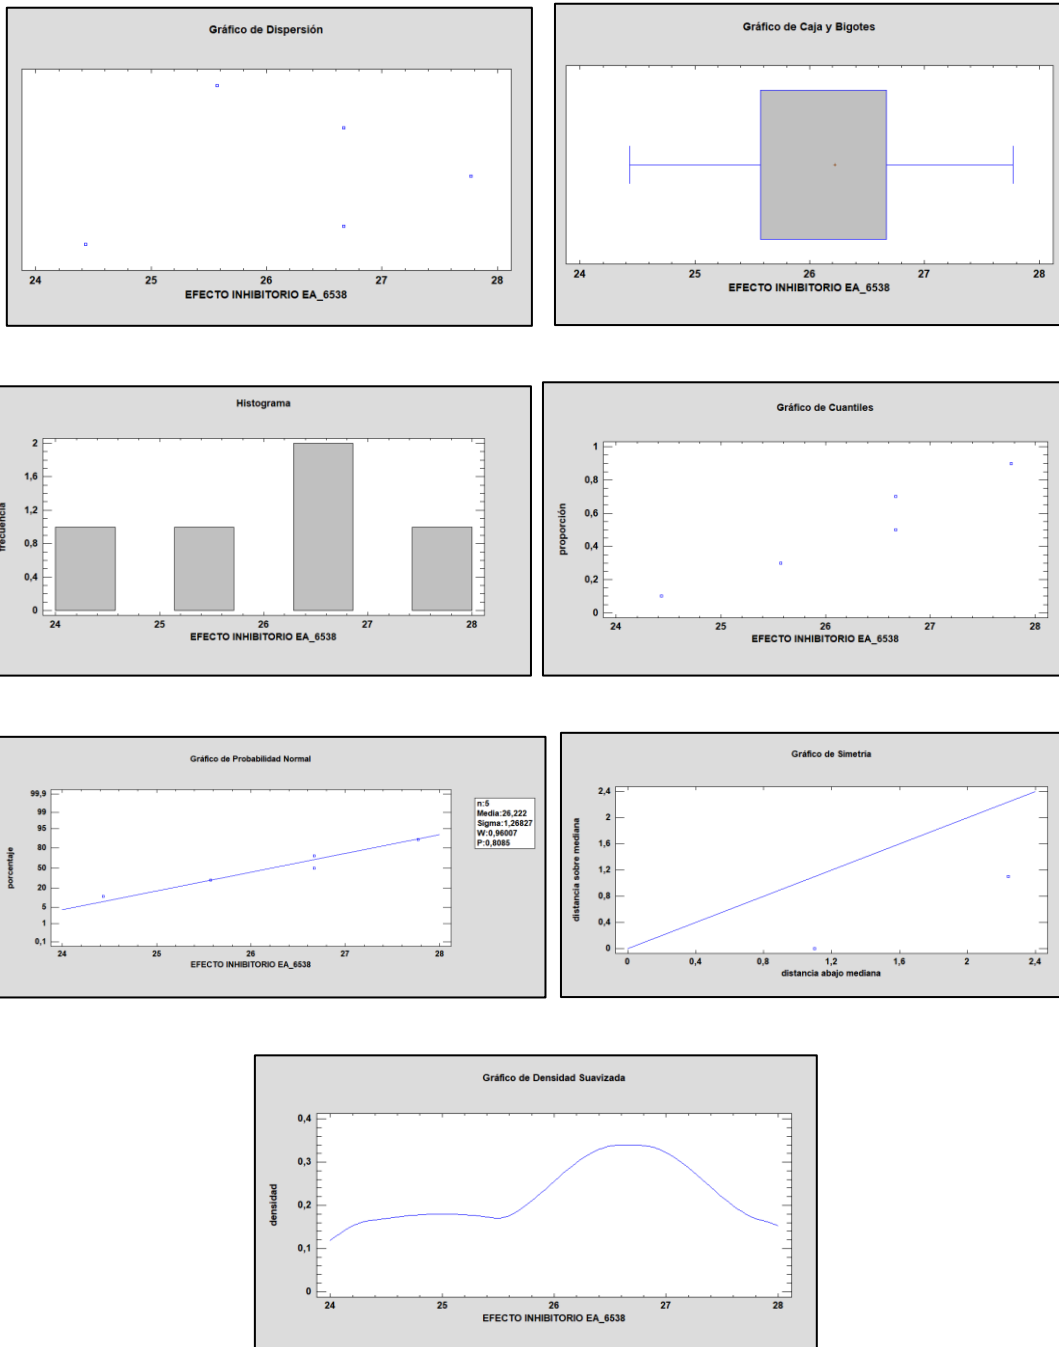 Gráfico de Dispersión
24 25 26 27 28
EFECTO INHIBITORIO EA_6538
Gráfico de Caja y Bigotes
24 25 26 27 28
EFECTO INHIBITORIO EA_6538
Histograma
frecuencia
2
1,6
1,2
0,8
0,4
0
24 25 26 27 28
EFECTO INHIBITORIO EA_6538
Gráfico de Cuantiles
proporción
1
0,8
0,6
0,4
0,2
0
24 25 26 27 28
EFECTO INHIBITORIO EA_6538
Gráfico de Probabilidad Normal
porcentaje
99,9
99
95
80
50
20
5
1
0,1
24 25 26 27 28
EFECTO INHIBITORIO EA_6538
n:5
Media:26,222
Sigma:1,26827
W:0,96007
P:0,8085
Gráfico de Simetría
distancia sobre mediana
2,4
2
1,6
1,2
0,8
0,4
0
0 0,4 0,8 1,2 1,6 2 2,4
distancia abajo mediana
Gráfico de Densidad Suavizada
densidad
0,4
0,3
0,2
0,1
0
24 25 26 27 28
EFECTO INHIBITORIO EA_6538